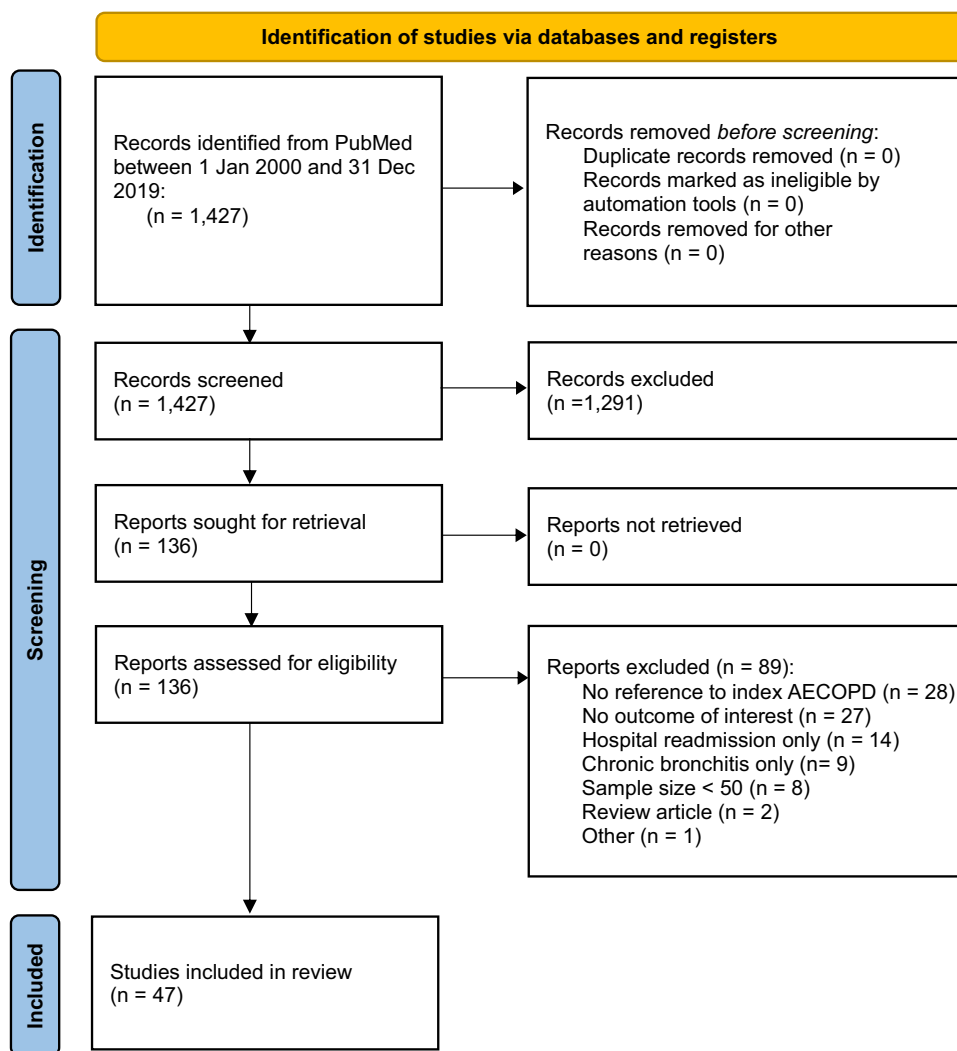 Identification of studies via databases and registers
Identification
Records identified from PubMed
between 1 Jan 2000 and 31 Dec
2019:
(n = 1,427)
Records removed before screening:
Duplicate records removed (n = 0)
Records marked as ineligible by
automation tools (n = 0)
Records removed for other
reasons (n = 0)
Screening
Records screened
(n = 1,427)
Records excluded
(n =1,291)
Reports sought for retrieval
(n = 136)
Reports not retrieved
(n = 0)
Reports assessed for eligibility
(n = 136)
Reports excluded (n = 89):
No reference to index AECOPD (n = 28)
No outcome of interest (n = 27)
Hospital readmission only (n = 14)
Chronic bronchitis only (n= 9)
Sample size < 50 (n = 8)
Review article (n = 2)
Other (n = 1)
Included
Studies included in review
(n = 47)